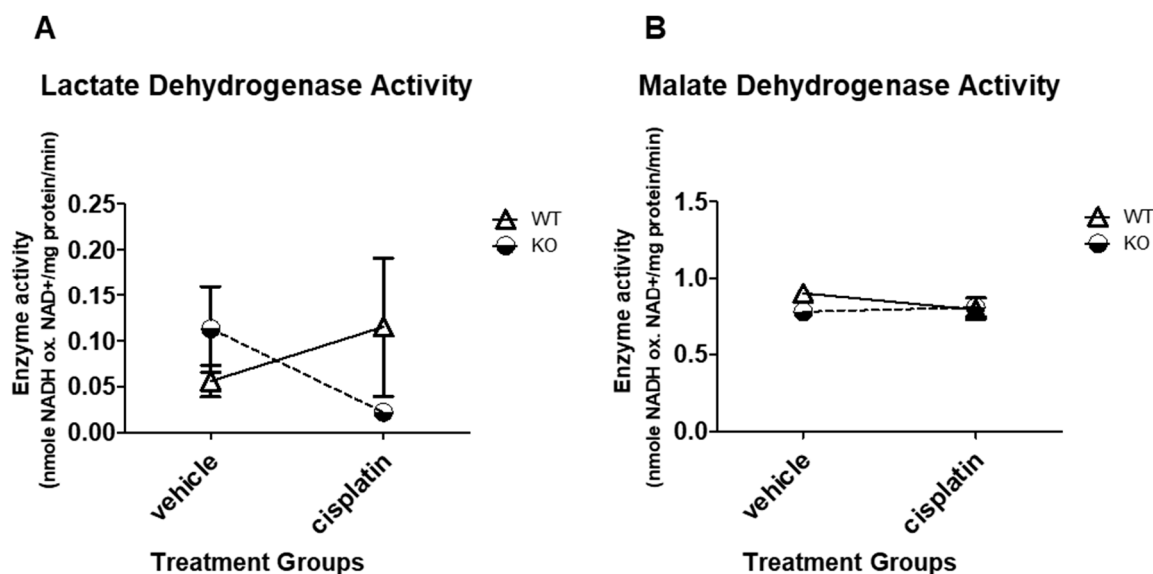 A
Lactate Dehydrogenase Activity
Enzyme activity
(nmole NADH ox. NAD+/mg protein/min)
0.25
0.20
0.15
0.10
0.05
0.00
WT
KO
vehicle
cisplatin
Treatment Groups
B
Malate Dehydrogenase Activity
Enzyme activity
(nmole NADH ox. NAD+/mg protein/min)
1.5
1.0
0.5
0.0
WT
KO
vehicle
cisplatin
Treatment Groups